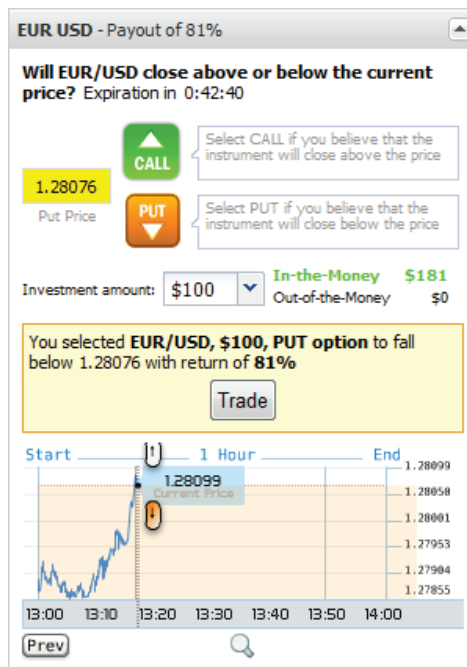 EUR USD - Payout of 81%
Will EUR/USD close above or below the current
price? Expiration in 0:42:40
CALL
Select CALL if you believe that the
instrument will close above the price
1.28076
Put Price
PUT
Select PUT if you believe that the
instrument will close below the price
Investment amount: $100
In-the-Money $181
Out-of-the-Money $0
You selected EUR/USD, $100, PUT option to fall
below 1.28076 with return of 81%
Trade
Start 1 Hour End
1.28099
1.28099
Current Price
1.28050
1.28001
1.27953
1.27904
1.27855
13:00 13:10 13:20 13:30 13:40 13:50 14:00
Prev